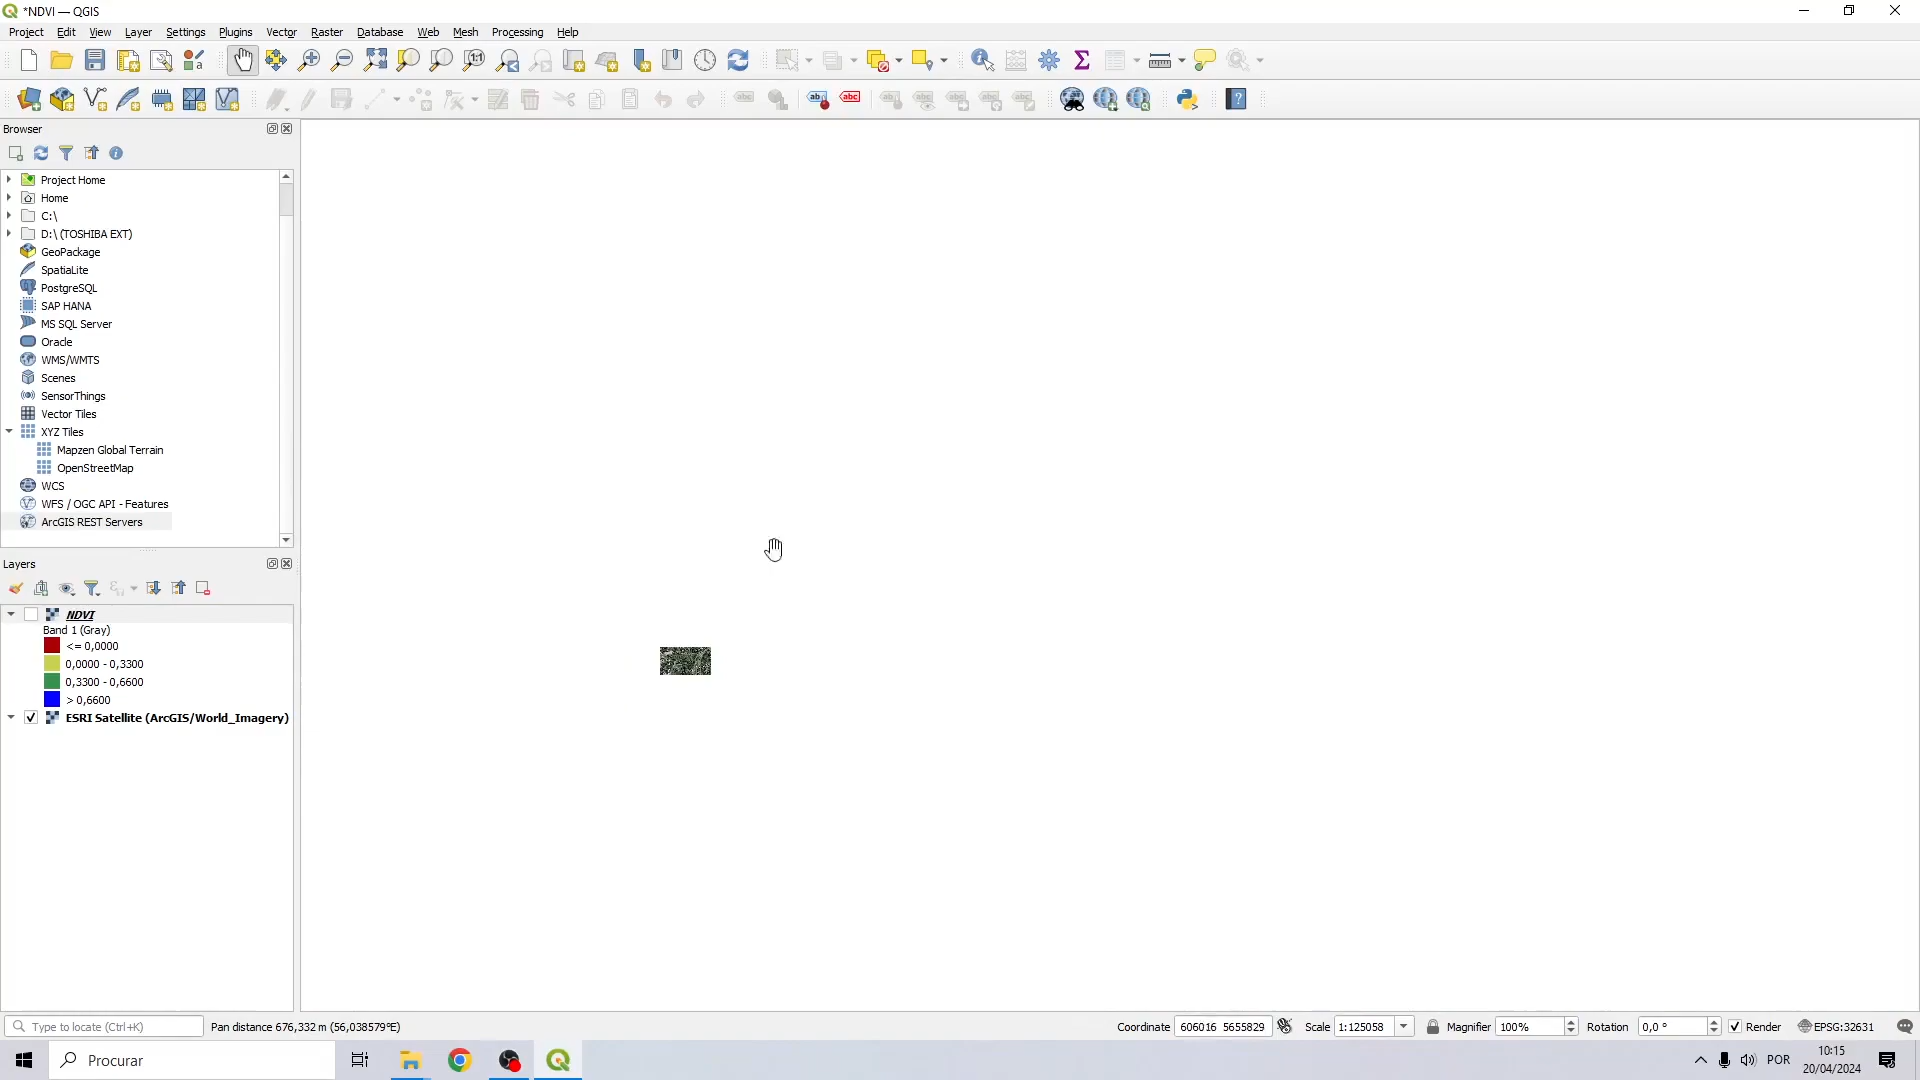 *NDVI — QGIS
Project Edit View Layer Settings Plugins Vector Raster Database Web Mesh Processing Help
Browser
Project Home
Home
C:\
D:\ (TOSHIBA EXT)
GeoPackage
SpatiaLite
PostgreSQL
SAP HANA
MS SQL Server
Oracle
WMS/WMTS
Scenes
SensorThings
Vector Tiles
XYZ Tiles
Mapzen Global Terrain
OpenStreetMap
WCS
WFS / OGC API - Features
ArcGIS REST Servers
Layers
NDVI
Band 1 (Gray)
<= 0,0000
0,0000 - 0,3300
0,3300 - 0,6600
> 0,6600
ESRI Satellite (ArcGIS/World_Imagery)
Type to locate (Ctrl+K) Pan distance 676,332 m (56,038579°E) Coordinate 606016 5655829 Scale 1:125058 Magnifier 100% Rotation 0,0 ° Render EPSG:32631
Procurar POR 10:15
20/04/2024